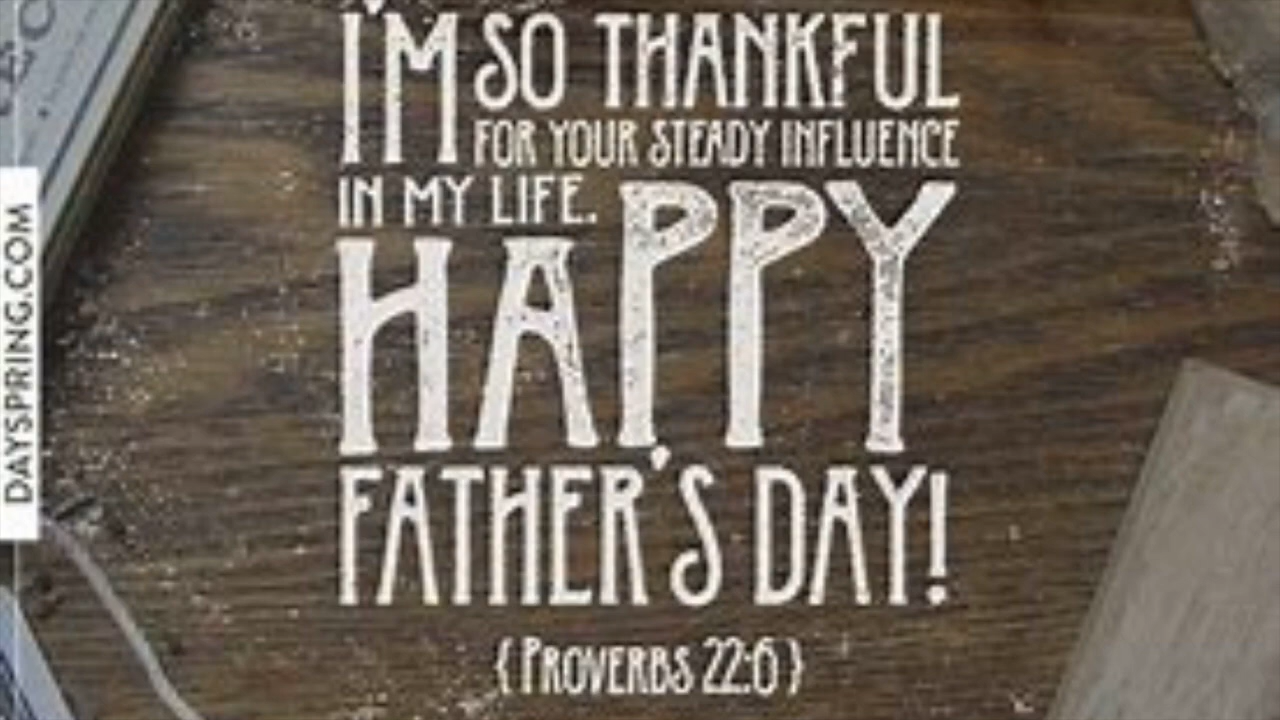 I'M SO THANKFUL
FOR YOUR STEADY INFLUENCE
IN MY LIFE.
HAPPY
FATHER'S DAY!
{ PROVERBS 22:6 }
DAYSPRING.COM